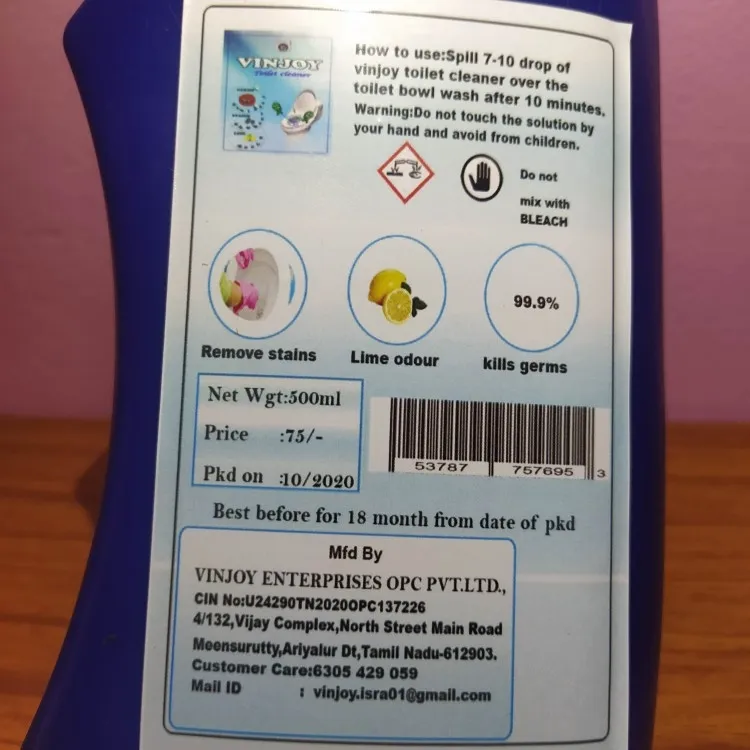 VINJOY
Toilet cleaner
How to use:Spill 7-10 drop of
vinjoy toilet cleaner over the
toilet bowl wash after 10 minutes.
Warning:Do not touch the solution by
your hand and avoid from children.
Do not
mix with
BLEACH
99.9%
Remove stains
Lime odour
kills germs
Net Wgt:500ml
Price :75/-
Pkd on :10/2020
53787 757695 3
Best before for 18 month from date of pkd
Mfd By
VINJOY ENTERPRISES OPC PVT.LTD.,
CIN No:U24290TN2020OPC137226
4/132,Vijay Complex,North Street Main Road
Meensurutty,Ariyalur Dt,Tamil Nadu-612903.
Customer Care:6305 429 059
Mail ID : vinjoy.isra01@gmail.com